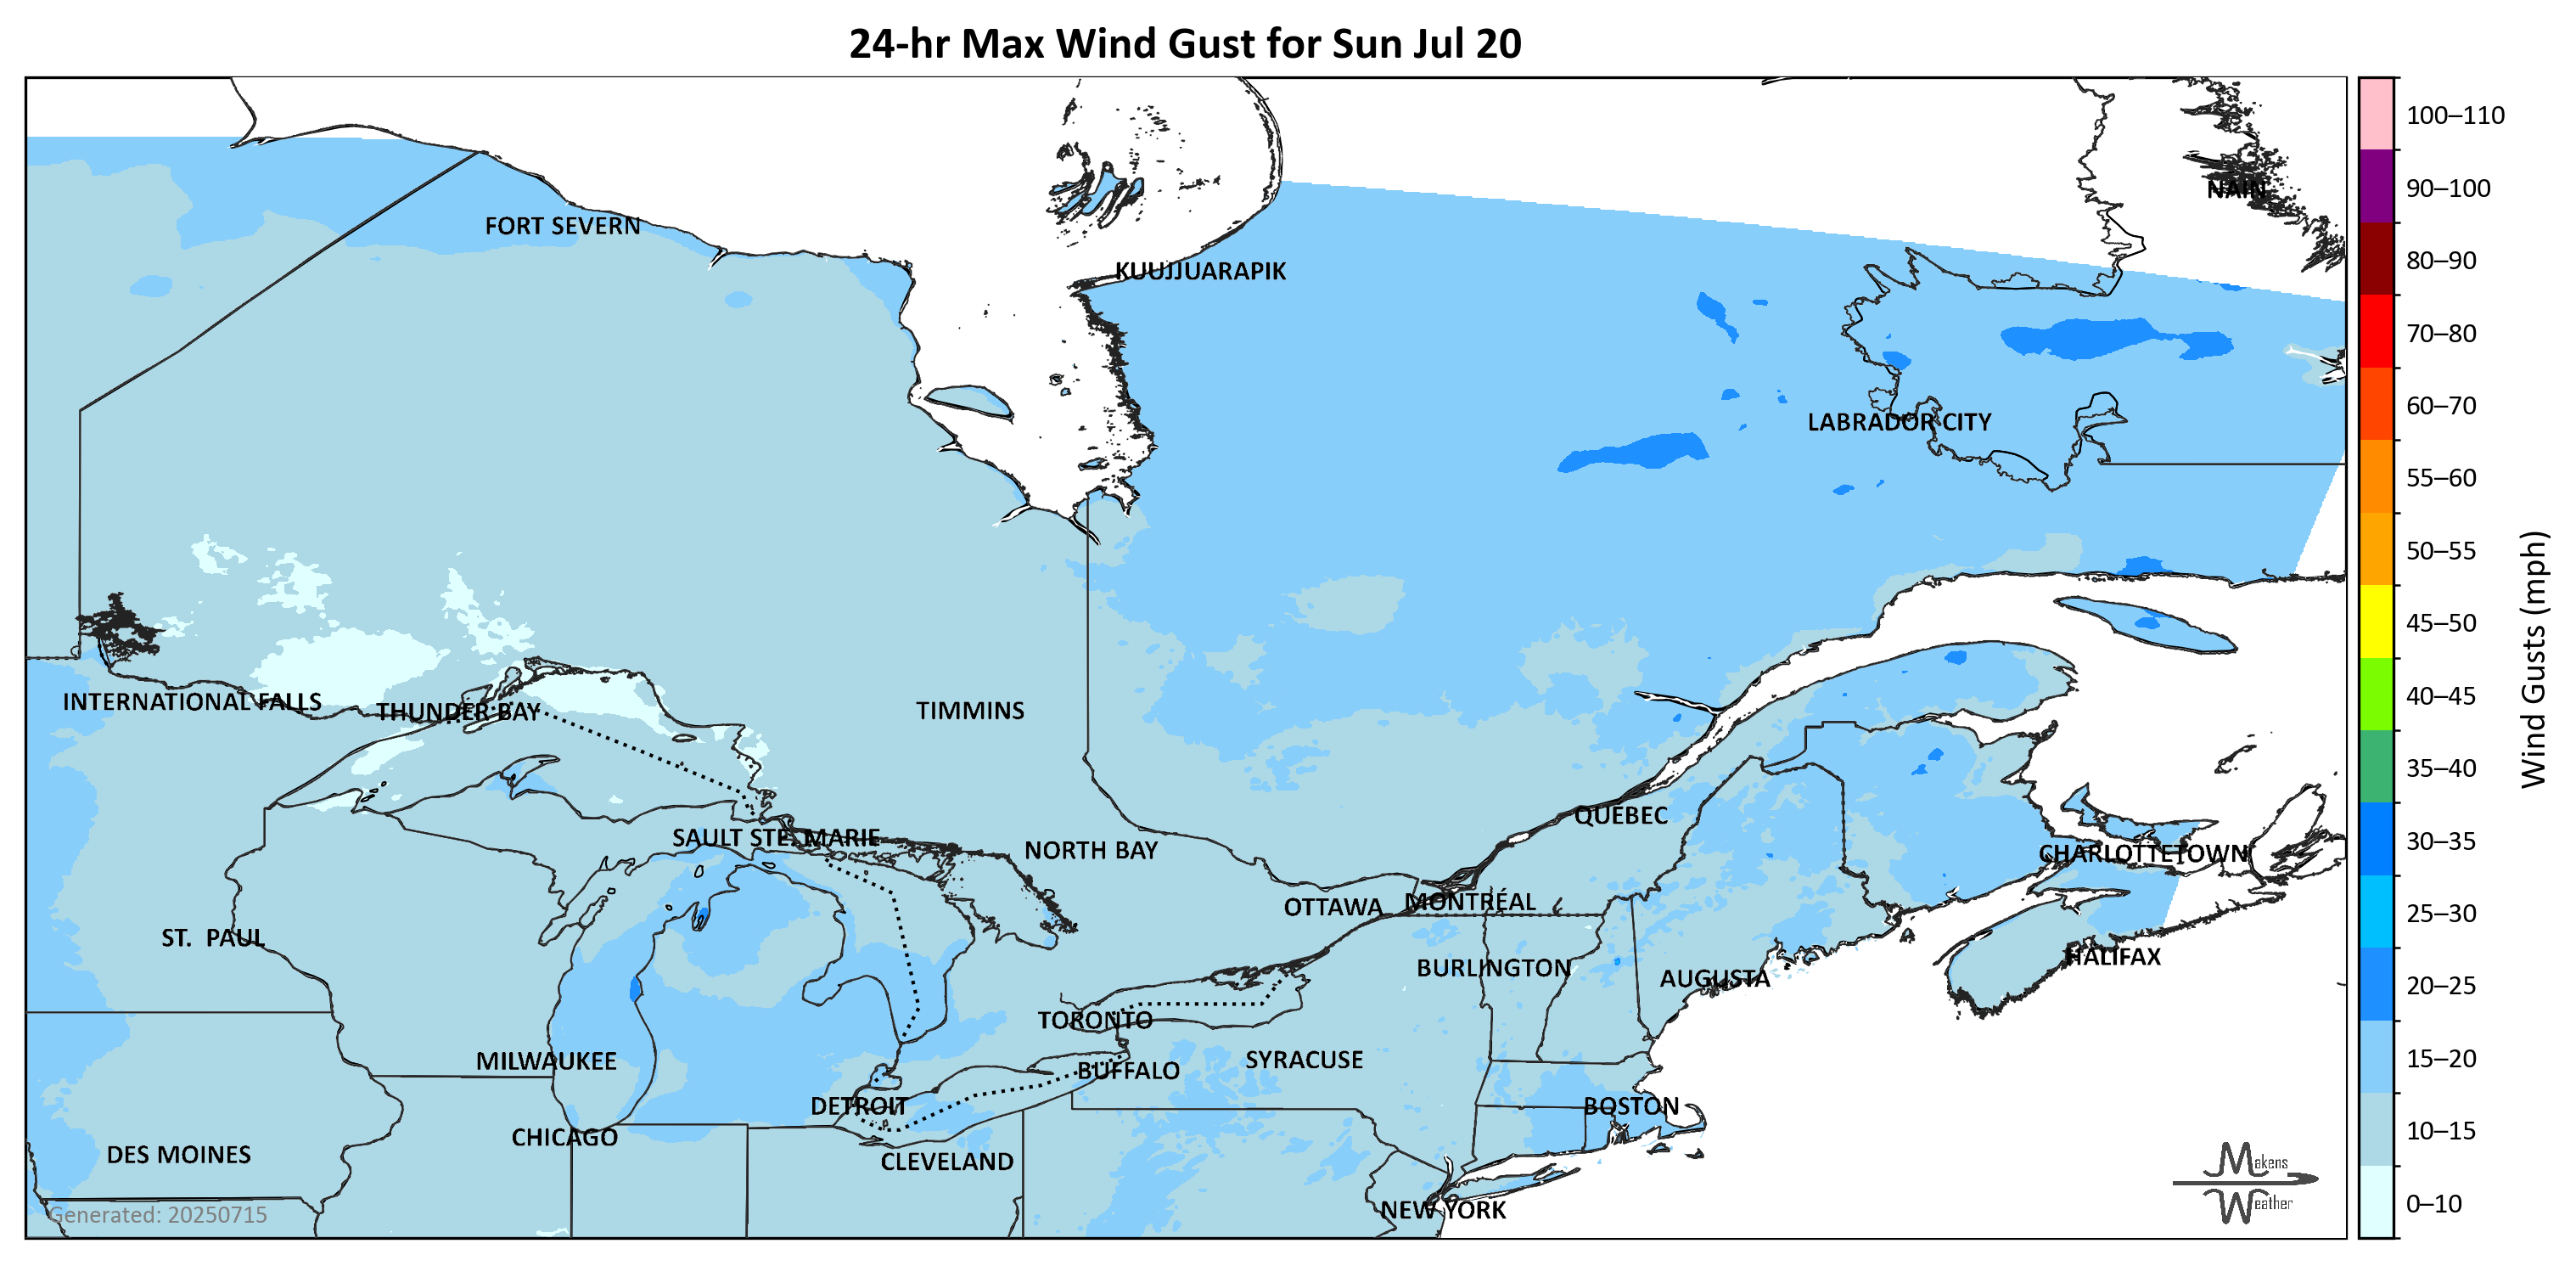 24-hr Max Wind Gust for Sun Jul 20
100–110
90–100
80–90
70–80
60–70
55–60
50–55
45–50
40–45
35–40
30–35
25–30
20–25
15–20
10–15
0–10
Wind Gusts (mph)
NAIN
FORT SEVERN
KUUJJUARAPIK
LABRADOR CITY
INTERNATIONAL FALLS
THUNDER BAY
TIMMINS
QUEBEC
SAULT STE. MARIE
NORTH BAY
CHARLOTTETOWN
OTTAWA
MONTRÉAL
ST. PAUL
HALIFAX
BURLINGTON
AUGUSTA
TORONTO
MILWAUKEE
SYRACUSE
BUFFALO
DETROIT
BOSTON
CHICAGO
DES MOINES
CLEVELAND
NEW YORK
Makens
Weather
Generated: 20250715